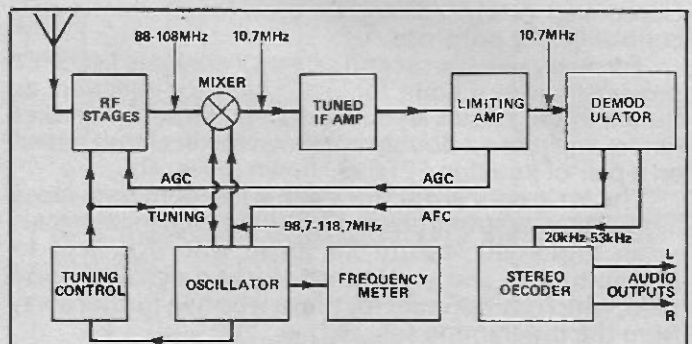 88-108MHz
10.7MHz
10.7MHz
MIXER
RF
STAGES
TUNED
IF AMP
LIMITING
AMP
DEMOD
ULATOR
AGC
AGC
TUNING
AFC
98,7-118,7MHz
20kHz-53kHz
TUNING
CONTROL
OSCILLATOR
FREQUENCY
METER
STEREO
DECODER
L
AUDIO
OUTPUTS
R